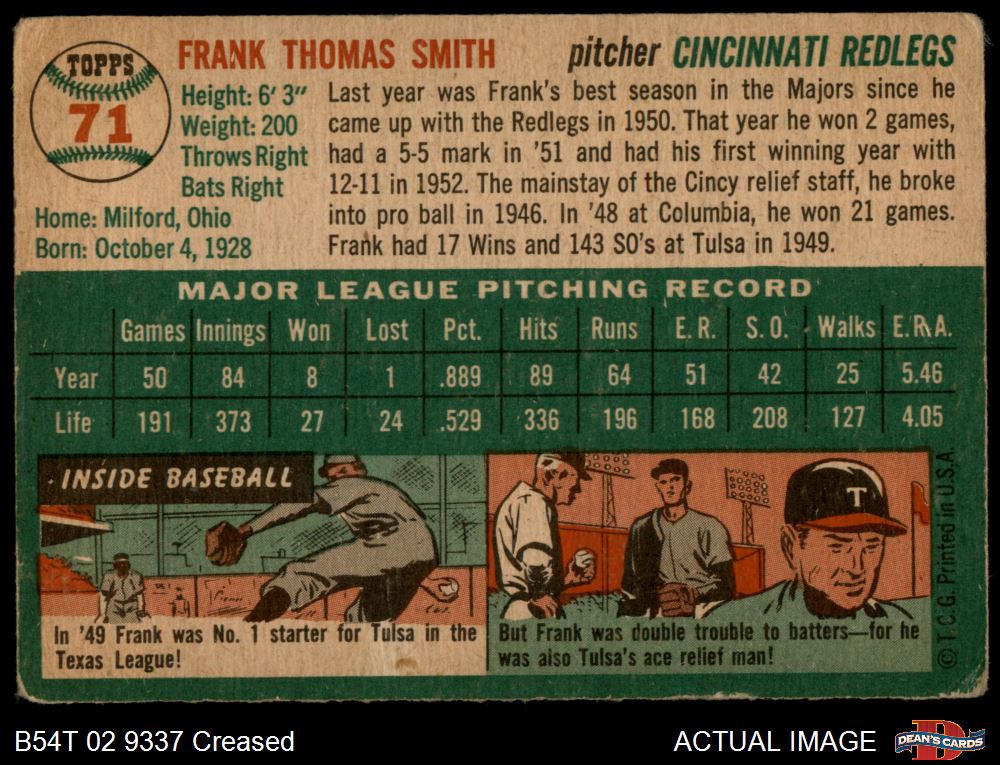 TOPPS
71
FRANK THOMAS SMITH
pitcher CINCINNATI REDLEGS
Height: 6' 3"
Weight: 200
Throws Right
Bats Right
Home: Milford, Ohio
Born: October 4, 1928
Last year was Frank's best season in the Majors since he
came up with the Redlegs in 1950. That year he won 2 games,
had a 5-5 mark in '51 and had his first winning year with
12-11 in 1952. The mainstay of the Cincy relief staff, he broke
into pro ball in 1946. In '48 at Columbia, he won 21 games.
Frank had 17 Wins and 143 SO's at Tulsa in 1949.
MAJOR LEAGUE PITCHING RECORD
Games Innings Won Lost Pct. Hits Runs E.R. S.O. Walks E.R.A.
Year 50 84 8 1 .889 89 64 51 42 25 5.46
Life 191 373 27 24 .529 336 196 168 208 127 4.05
INSIDE BASEBALL
In '49 Frank was No. 1 starter for Tulsa in the
Texas League!
T
But Frank was double trouble to batters—for he
was also Tulsa's ace relief man!
© T.C.G. Printed in U.S.A.
B54T 02 9337 Creased
ACTUAL IMAGE
DEAN'S CARDS